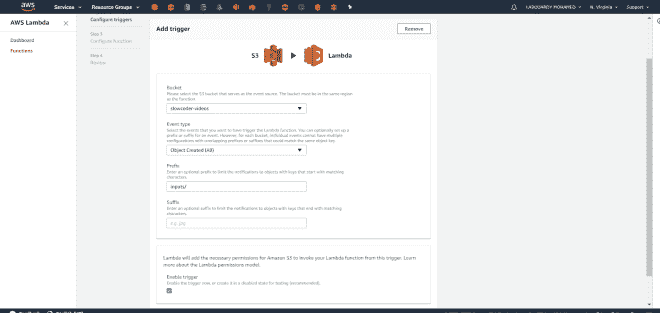 aws
Services
Resource Groups
N. Virginia
Support
AWS Lambda
Dashboard
Functions
Configure triggers
Step 3
Configure function
Step 4
Review
Add trigger
Remove
S3
Lambda
Bucket
Please select the S3 bucket that serves as the event source. The bucket must be in the same region
as the function.
slowcoder-videos
Event type
Select the events that you want to have trigger the Lambda function. You can optionally set up a
prefix or suffix for an event. However, for each bucket, individual events cannot have multiple
configurations with overlapping prefixes or suffixes that could match the same object key.
Object Created (All)
Prefix
Enter an optional prefix to limit the notifications to objects with keys that start with matching
characters.
inputs/
Suffix
Enter an optional suffix to limit the notifications to objects with keys that end with matching
characters.
e.g. .jpg
Lambda will add the necessary permissions for Amazon S3 to invoke your Lambda function from this trigger. Learn
more about the Lambda permissions model.
Enable trigger
Enable the trigger now, or create it in a disabled state for testing (recommended).